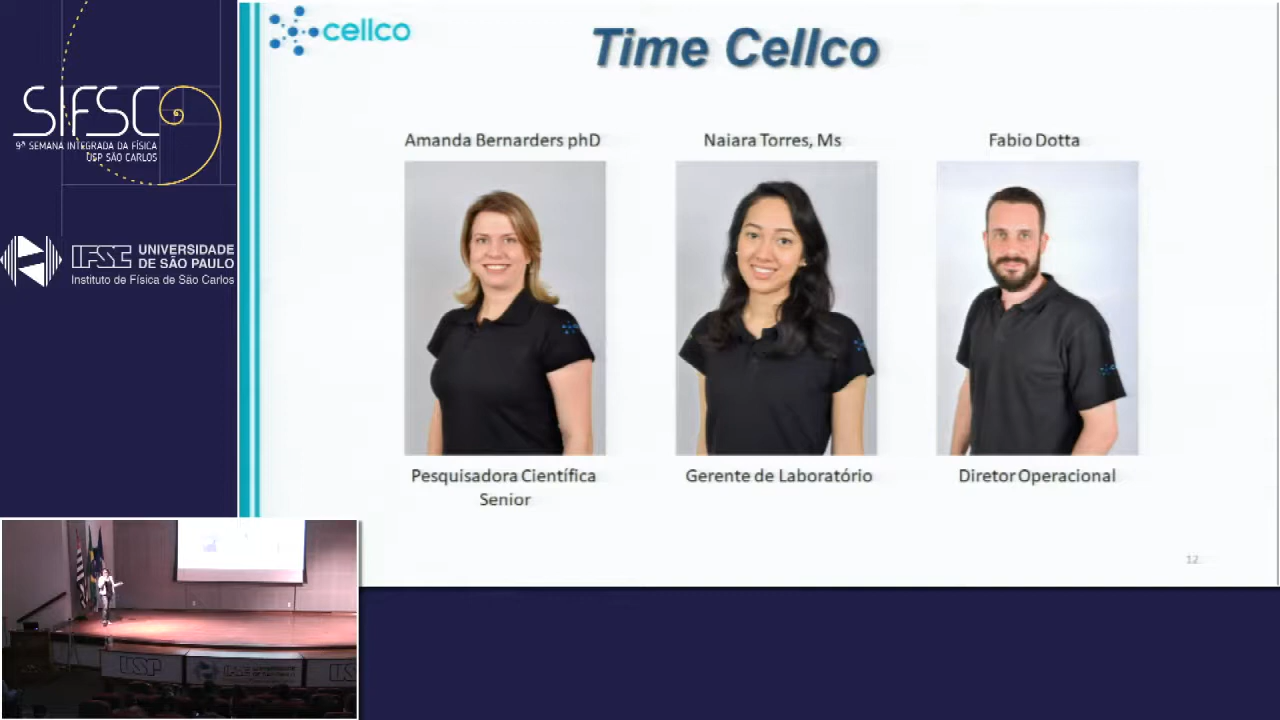 cellco
Time Cellco
SIFSC
9ª SEMANA INTEGRADA DA FÍSICA
USP SÃO CARLOS
IFSC
UNIVERSIDADE
DE SÃO PAULO
Instituto de Física de São Carlos
Amanda Bernarders phD
Naiara Torres, Ms
Fabio Dotta
Pesquisadora Científica
Senior
Gerente de Laboratório
Diretor Operacional
12
USP